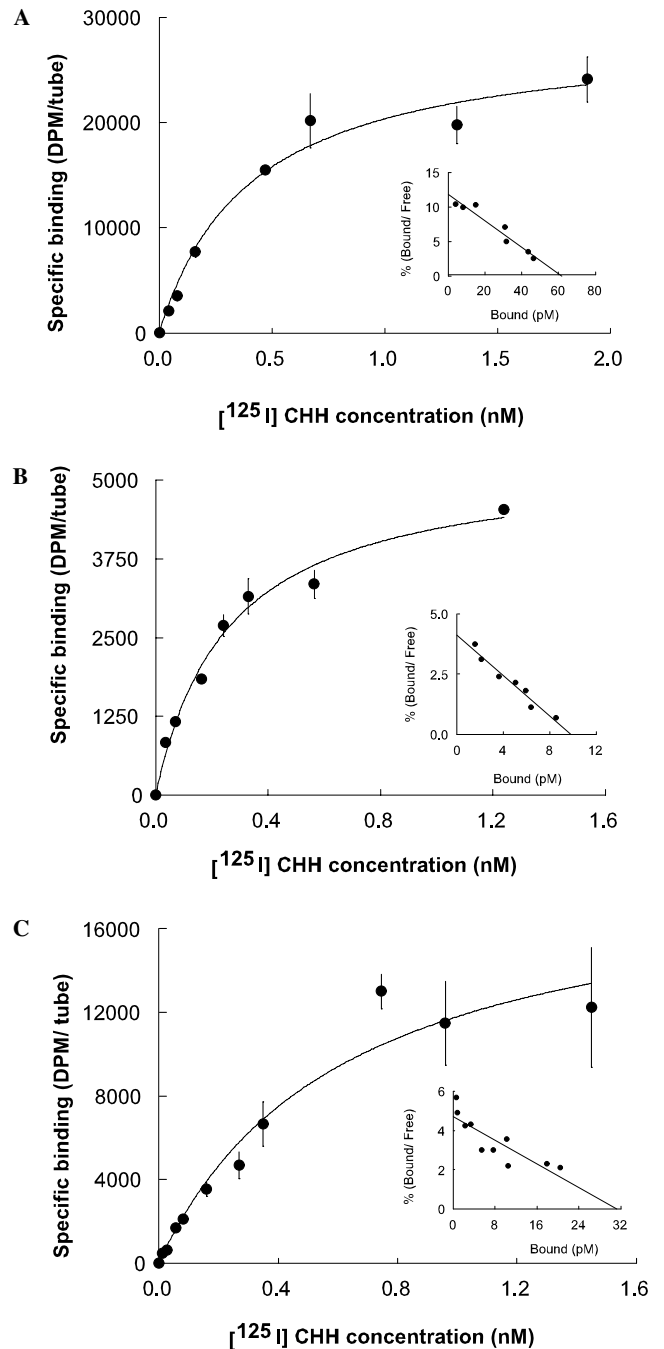 A
30000
20000
10000
0
Specific binding (DPM/tube)
0.0 0.5 1.0 1.5 2.0
[125 I] CHH concentration (nM)
15
10
5
0
% (Bound/ Free)
0 20 40 60 80
Bound (pM)
B
5000
3750
2500
1250
0
Specific binding (DPM/tube)
0.0 0.4 0.8 1.2 1.6
[125 I] CHH concentration (nM)
5.0
2.5
0.0
% (Bound/ Free)
0 4 8 12
Bound (pM)
C
16000
12000
8000
4000
0
Specific binding (DPM/ tube)
0.0 0.4 0.8 1.2 1.6
[125 I] CHH concentration (nM)
6
4
2
0
% (Bound/ Free)
0 8 16 24 32
Bound (pM)